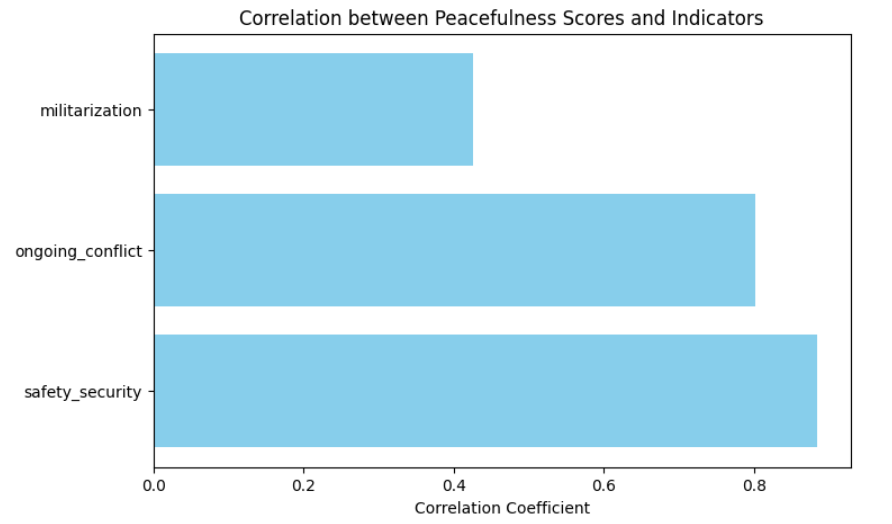 Correlation between Peacefulness Scores and Indicators
militarization
ongoing_conflict
safety_security
0.0 0.2 0.4 0.6 0.8
Correlation Coefficient